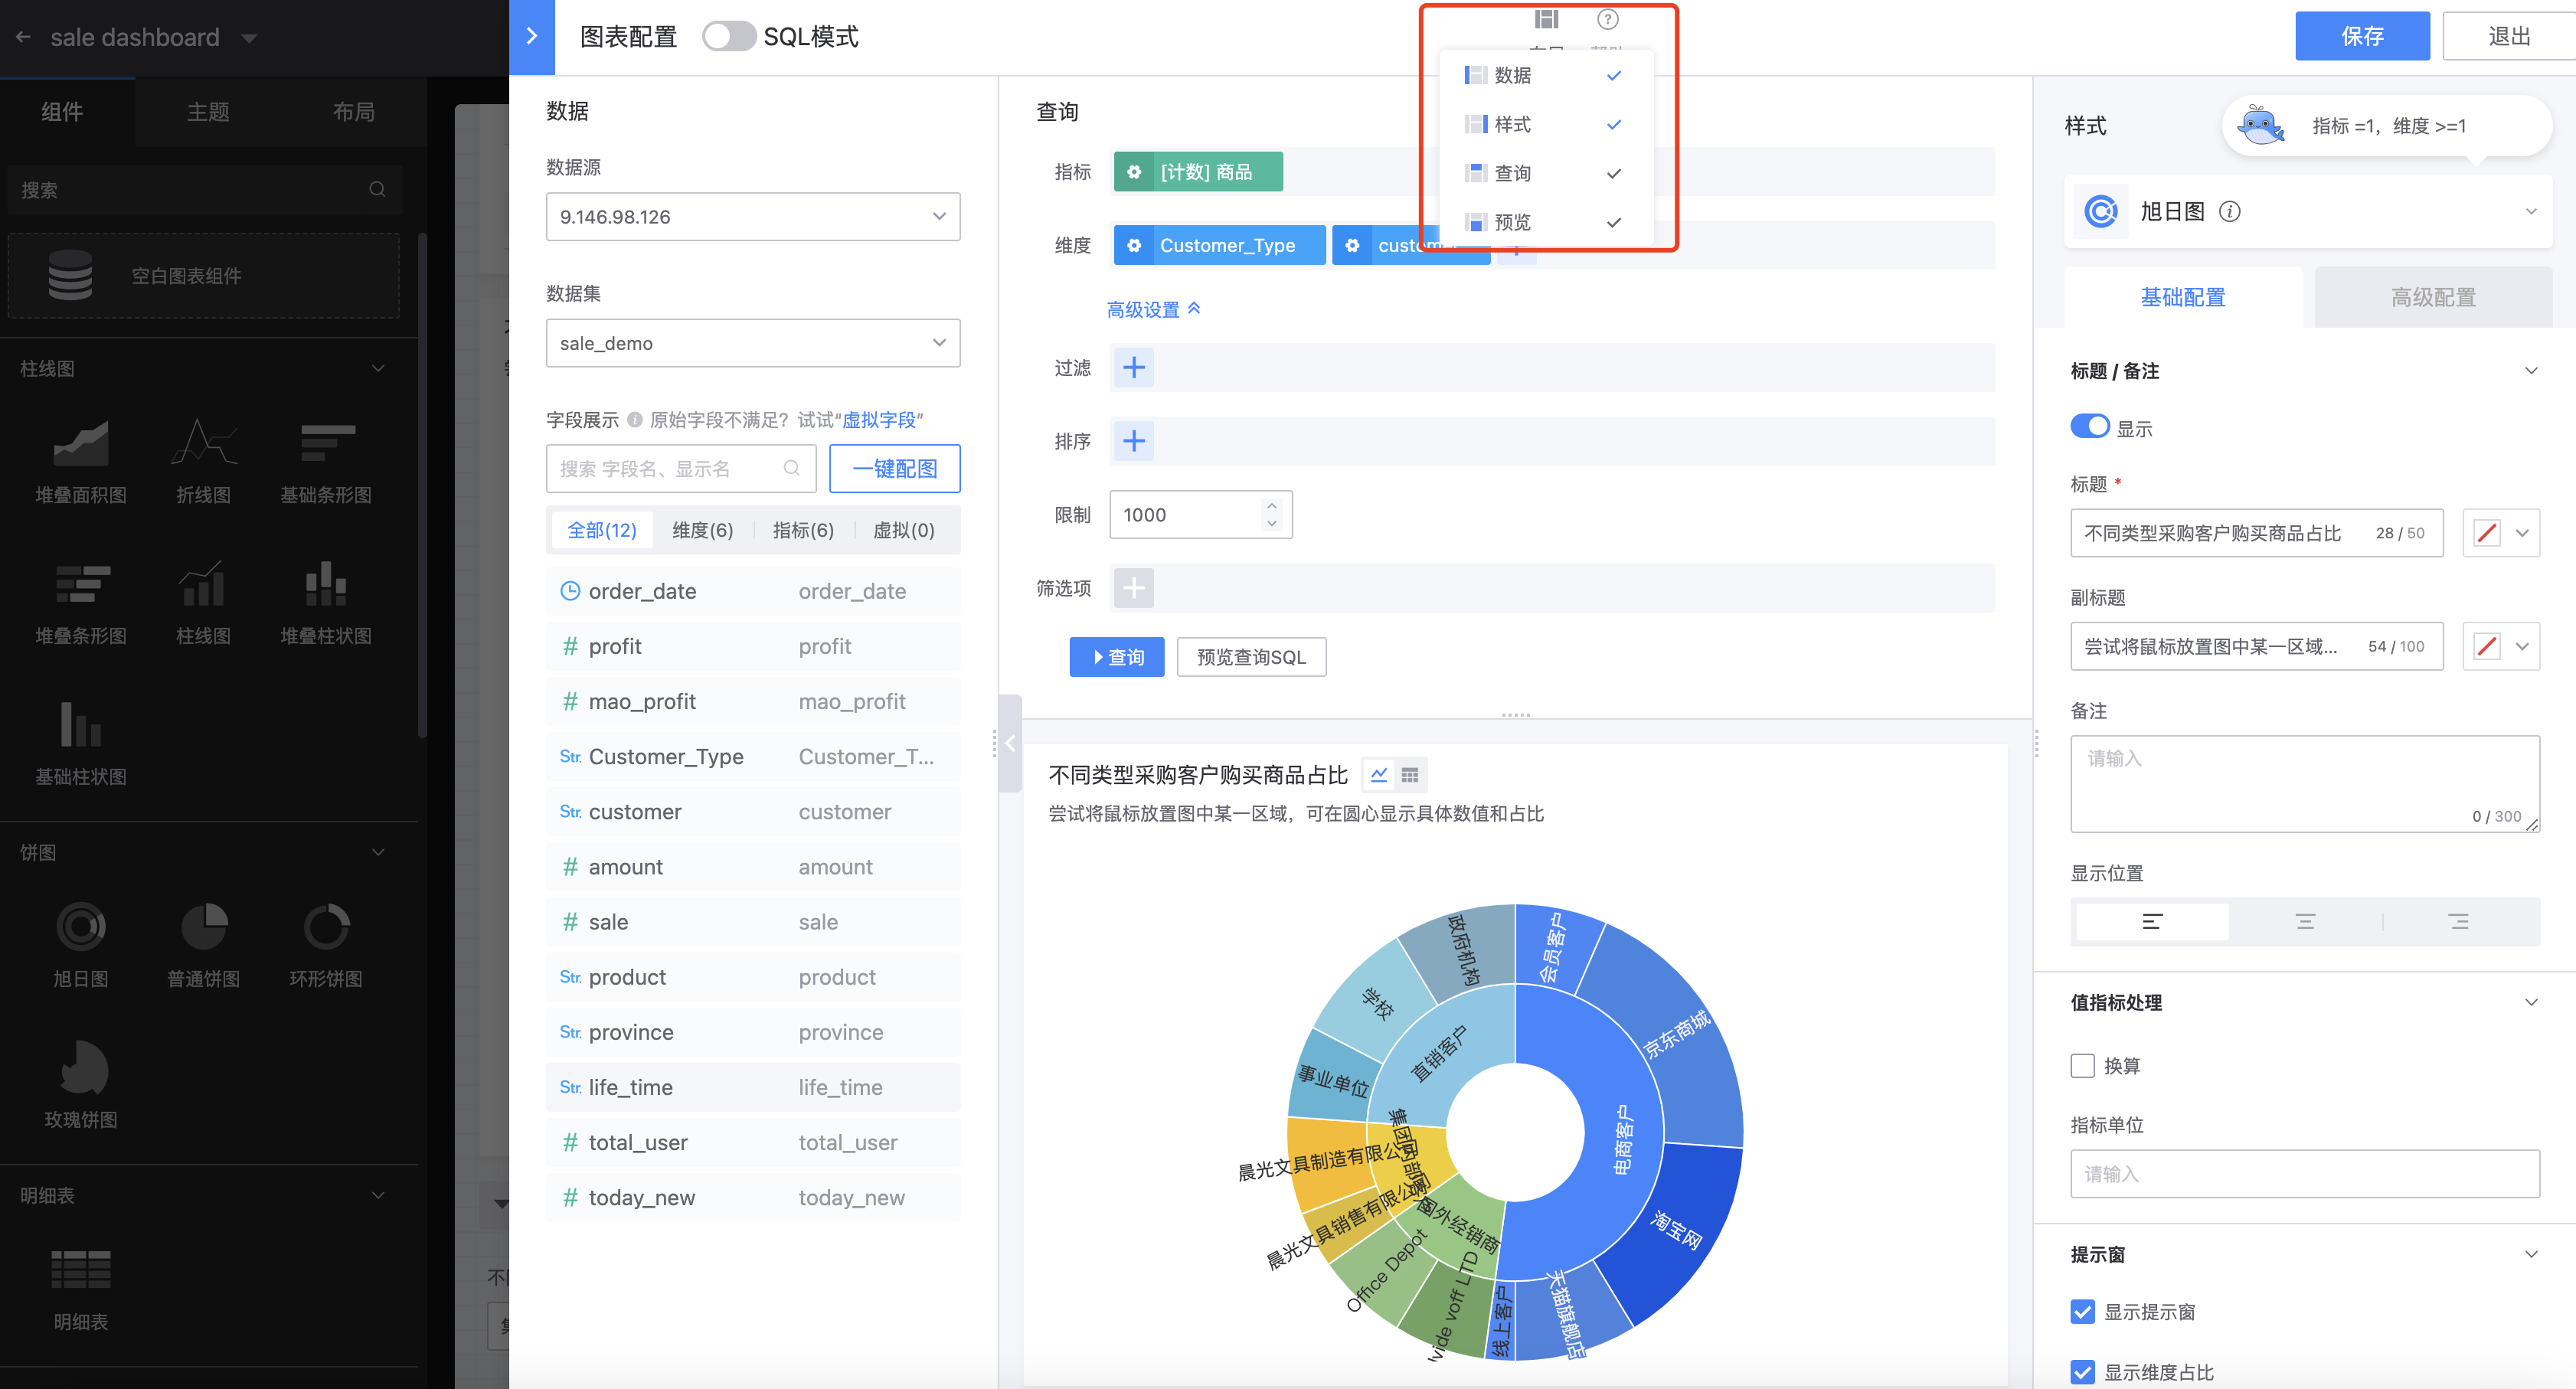 sale dashboard
图表配置
SQL模式
保存
退出
数据
样式
查询
预览
组件
主题
布局
搜索
空白图表组件
柱线图
堆叠面积图
折线图
基础条形图
堆叠条形图
柱线图
堆叠柱状图
基础柱状图
饼图
旭日图
普通饼图
环形饼图
玫瑰饼图
明细表
明细表
数据
数据源
9.146.98.126
数据集
sale_demo
字段展示 原始字段不满足？试试“虚拟字段”
搜索 字段名、显示名
一键配图
全部(12)
维度(6)
指标(6)
虚拟(0)
order_date order_date
# profit profit
# mao_profit mao_profit
Str. Customer_Type Customer_T...
Str. customer customer
# amount amount
# sale sale
Str. product product
Str. province province
Str. life_time life_time
# total_user total_user
# today_new today_new
查询
指标
[计数] 商品
维度
Customer_Type
高级设置
过滤
排序
限制
1000
筛选项
查询
预览查询SQL
不同类型采购客户购买商品占比
尝试将鼠标放置图中某一区域，可在圆心显示具体数值和占比
政府机构
会员客户
学校
京东商城
直销客户
事业单位
电商客户
晨光文具制造有限公司
晨光文具销售有限公司
国外经销商
淘宝网
Office Depot
线上客户
天猫旗舰店
样式
指标 =1，维度 >=1
旭日图
基础配置
高级配置
标题 / 备注
显示
标题 *
不同类型采购客户购买商品占比 28 / 50
副标题
尝试将鼠标放置图中某一区域... 54 / 100
备注
请输入
0 / 300
显示位置
值指标处理
换算
指标单位
请输入
提示窗
显示提示窗
显示维度占比